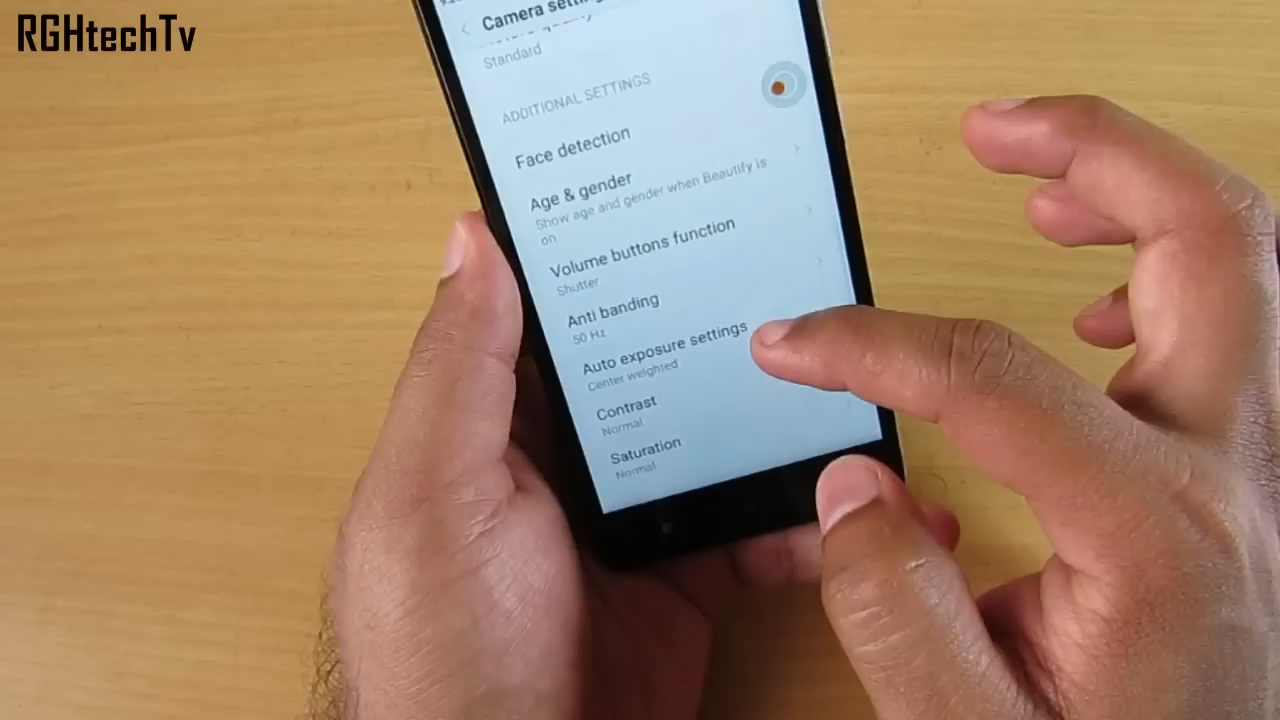 RGHtechTv
Camera
Standard
ADDITIONAL SETTINGS
Face detection
Age & gender
Show age and gender when Beautify is
on
Volume buttons function
Shutter
Anti banding
50 Hz
Auto exposure settings
Center weighted
Contrast
Normal
Saturation
Normal